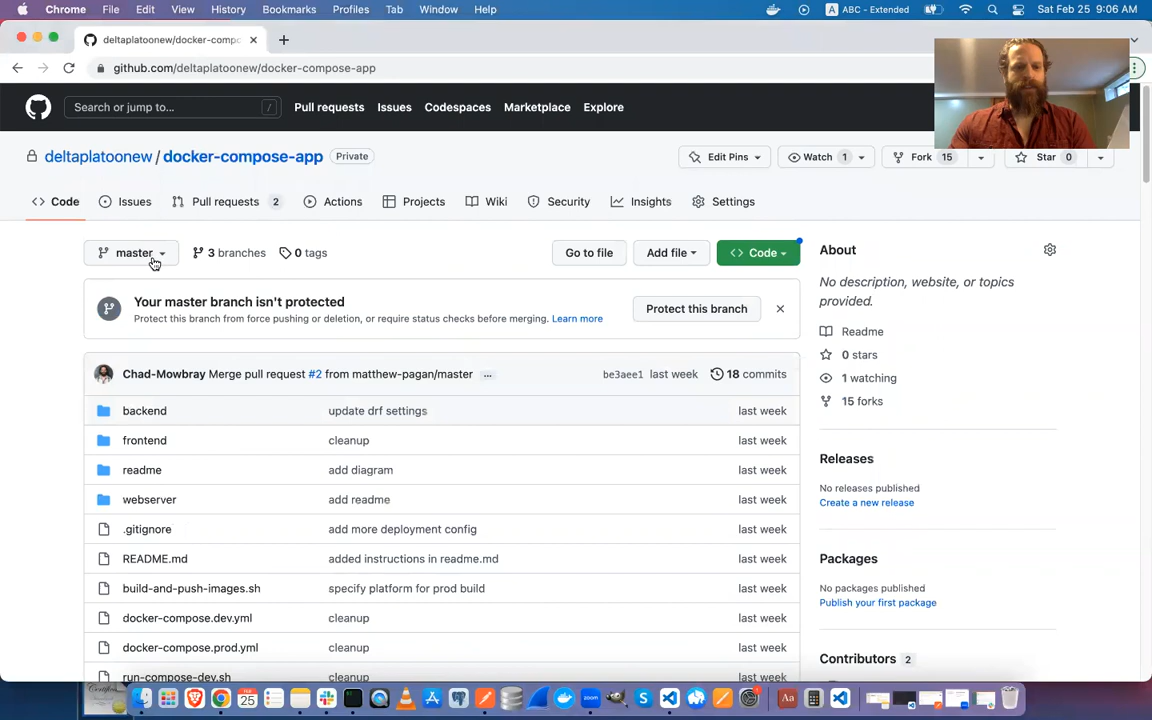 Chrome File Edit View History Bookmarks Profiles Tab Window Help ABC - Extended Sat Feb 25 9:06 AM
deltaplatoonew/docker-compo
github.com/deltaplatoonew/docker-compose-app
Search or jump to... / Pull requests Issues Codespaces Marketplace Explore
deltaplatoonew / docker-compose-app Private Edit Pins Watch 1 Fork 15 Star 0
Code Issues Pull requests 2 Actions Projects Wiki Security Insights Settings
master 3 branches 0 tags Go to file Add file Code
Your master branch isn't protected
Protect this branch from force pushing or deletion, or require status checks before merging. Learn more
Protect this branch
Chad-Mowbray Merge pull request #2 from matthew-pagan/master ... be3aee1 last week 18 commits
backend update drf settings last week
frontend cleanup last week
readme add diagram last week
webserver add readme last week
.gitignore add more deployment config last week
README.md added instructions in readme.md last week
build-and-push-images.sh specify platform for prod build last week
docker-compose.dev.yml cleanup last week
docker-compose.prod.yml cleanup last week
run-compose-dev.sh cleanup last week
About
No description, website, or topics
provided.
Readme
0 stars
1 watching
15 forks
Releases
No releases published
Create a new release
Packages
No packages published
Publish your first package
Contributors 2
FEB
25
zoom
Aa